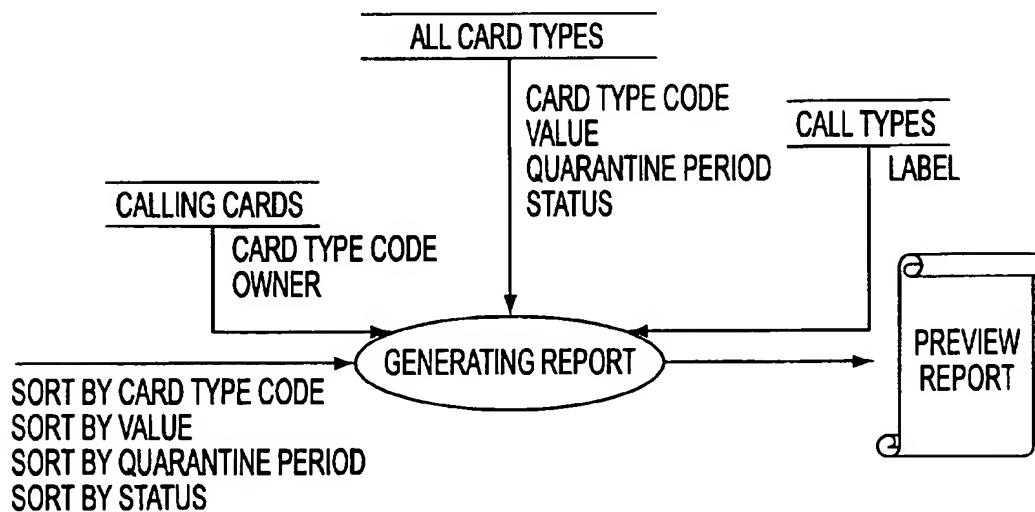 ALL CARD TYPES
CARD TYPE CODE
VALUE
QUARANTINE PERIOD
STATUS
CALL TYPES
LABEL
CALLING CARDS
CARD TYPE CODE
OWNER
GENERATING REPORT
PREVIEW
REPORT
SORT BY CARD TYPE CODE
SORT BY VALUE
SORT BY QUARANTINE PERIOD
SORT BY STATUS